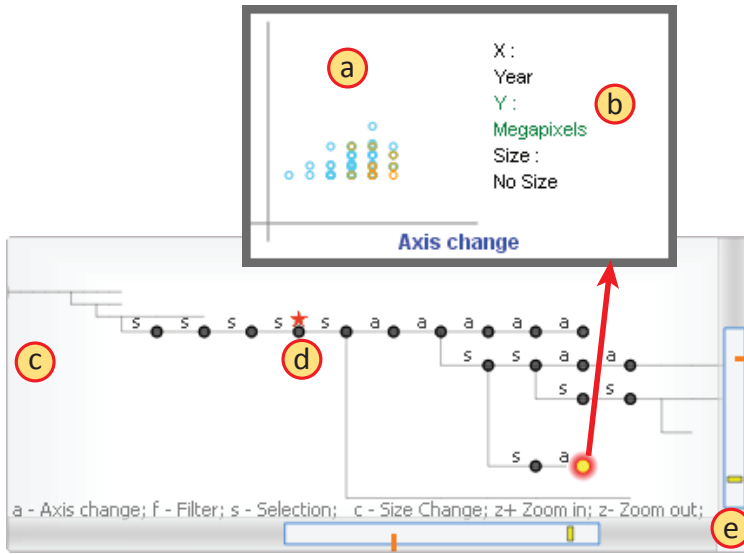 a
X :
Year
Y :
b
Megapixels
Size :
No Size
Axis change
s s s s s a a a a a
c
d
s s a a
s s
s a
a - Axis change; f - Filter; s - Selection; c - Size Change; z+ Zoom in; z- Zoom out;
e